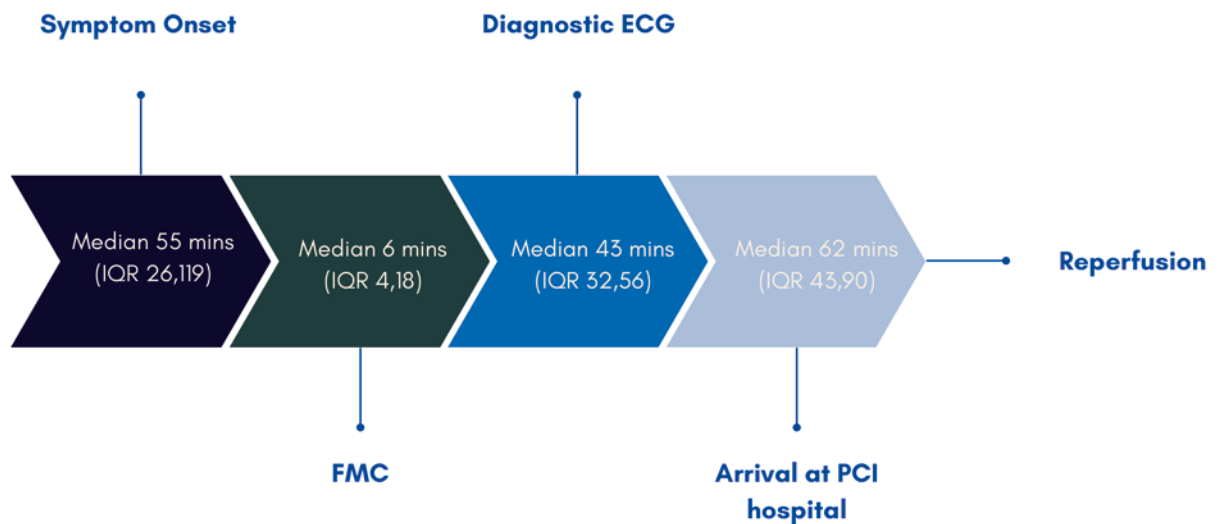 Symptom Onset
Diagnostic ECG
Median 55 mins
(IQR 26,119)
Median 6 mins
(IQR 4,18)
Median 43 mins
(IQR 32,56)
Median 62 mins
(IQR 43,90)
Reperfusion
FMC
Arrival at PCI
hospital